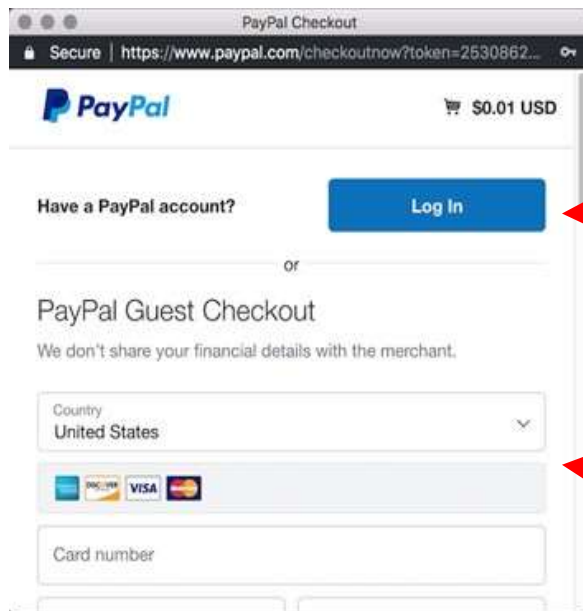 PayPal Checkout
Secure | https://www.paypal.com/checkoutnow?token=2530862...
PayPal
$0.01 USD
Have a PayPal account?
Log In
or
PayPal Guest Checkout
We don't share your financial details with the merchant.
Country
United States
DISCOVER VISA
Card number